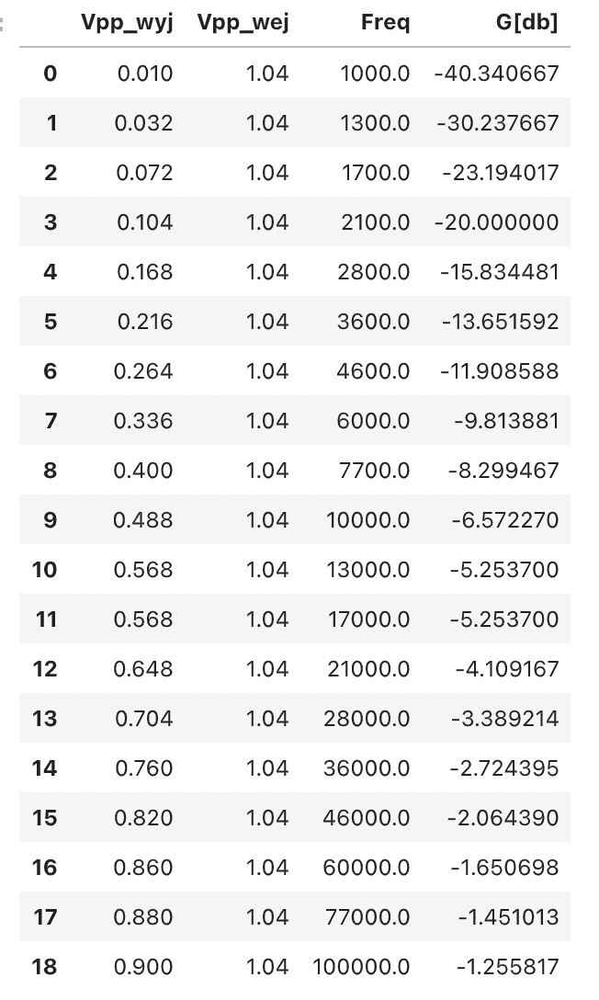 Vpp_wyj Vpp_wej Freq G[db]
0 0.010 1.04 1000.0 -40.340667
1 0.032 1.04 1300.0 -30.237667
2 0.072 1.04 1700.0 -23.194017
3 0.104 1.04 2100.0 -20.000000
4 0.168 1.04 2800.0 -15.834481
5 0.216 1.04 3600.0 -13.651592
6 0.264 1.04 4600.0 -11.908588
7 0.336 1.04 6000.0 -9.813881
8 0.400 1.04 7700.0 -8.299467
9 0.488 1.04 10000.0 -6.572270
10 0.568 1.04 13000.0 -5.253700
11 0.568 1.04 17000.0 -5.253700
12 0.648 1.04 21000.0 -4.109167
13 0.704 1.04 28000.0 -3.389214
14 0.760 1.04 36000.0 -2.724395
15 0.820 1.04 46000.0 -2.064390
16 0.860 1.04 60000.0 -1.650698
17 0.880 1.04 77000.0 -1.451013
18 0.900 1.04 100000.0 -1.255817